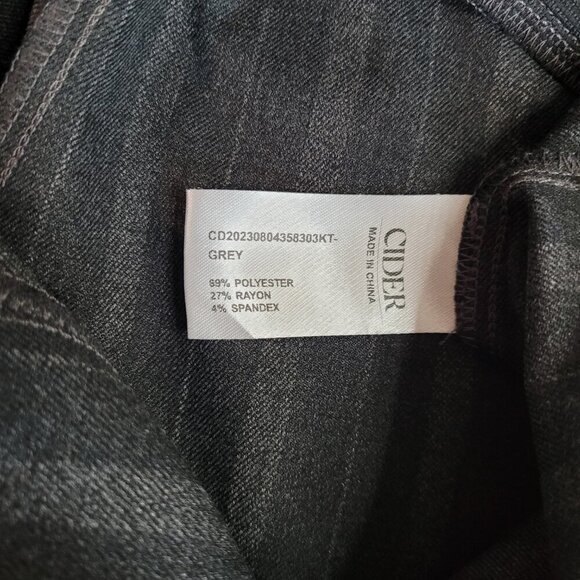 CD20230804358303KT-
GREY
69% POLYESTER
27% RAYON
4% SPANDEX
CIDER
MADE IN CHINA